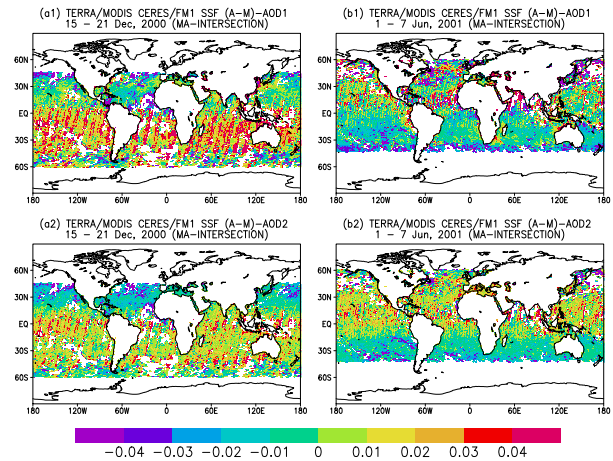 (a1) TERRA/MODIS CERES/FM1 SSF (A-M)-AOD1
15 - 21 Dec, 2000 (MA-INTERSECTION)
60N
30N
EQ
30S
60S
180 120W 60W 0 60E 120E 180
(b1) TERRA/MODIS CERES/FM1 SSF (A-M)-AOD1
1 - 7 Jun, 2001 (MA-INTERSECTION)
60N
30N
EQ
30S
60S
180 120W 60W 0 60E 120E 180
(a2) TERRA/MODIS CERES/FM1 SSF (A-M)-AOD2
15 - 21 Dec, 2000 (MA-INTERSECTION)
60N
30N
EQ
30S
60S
180 120W 60W 0 60E 120E 180
(b2) TERRA/MODIS CERES/FM1 SSF (A-M)-AOD2
1 - 7 Jun, 2001 (MA-INTERSECTION)
60N
30N
EQ
30S
60S
180 120W 60W 0 60E 120E 180
-0.04 -0.03 -0.02 -0.01 0 0.01 0.02 0.03 0.04